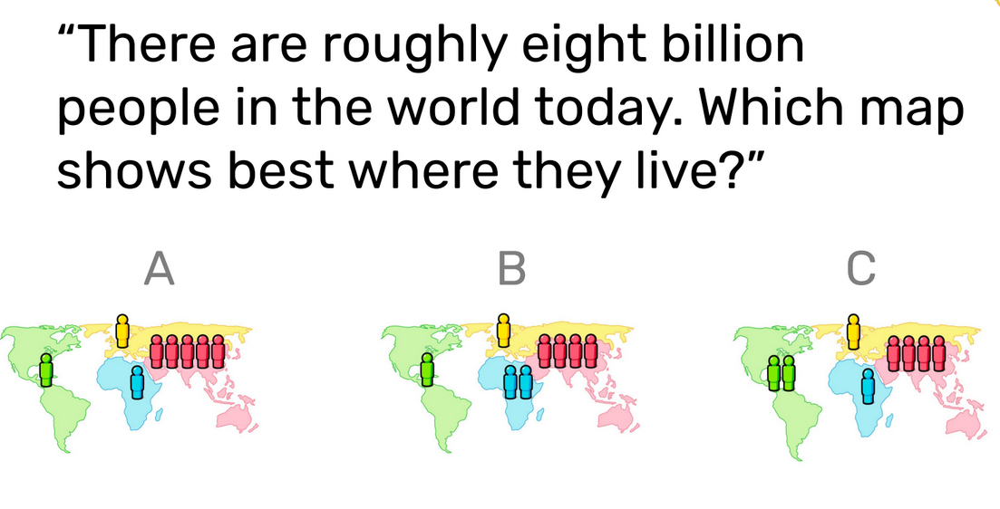 “There are roughly eight billion
people in the world today. Which map
shows best where they live?”
A
B
C